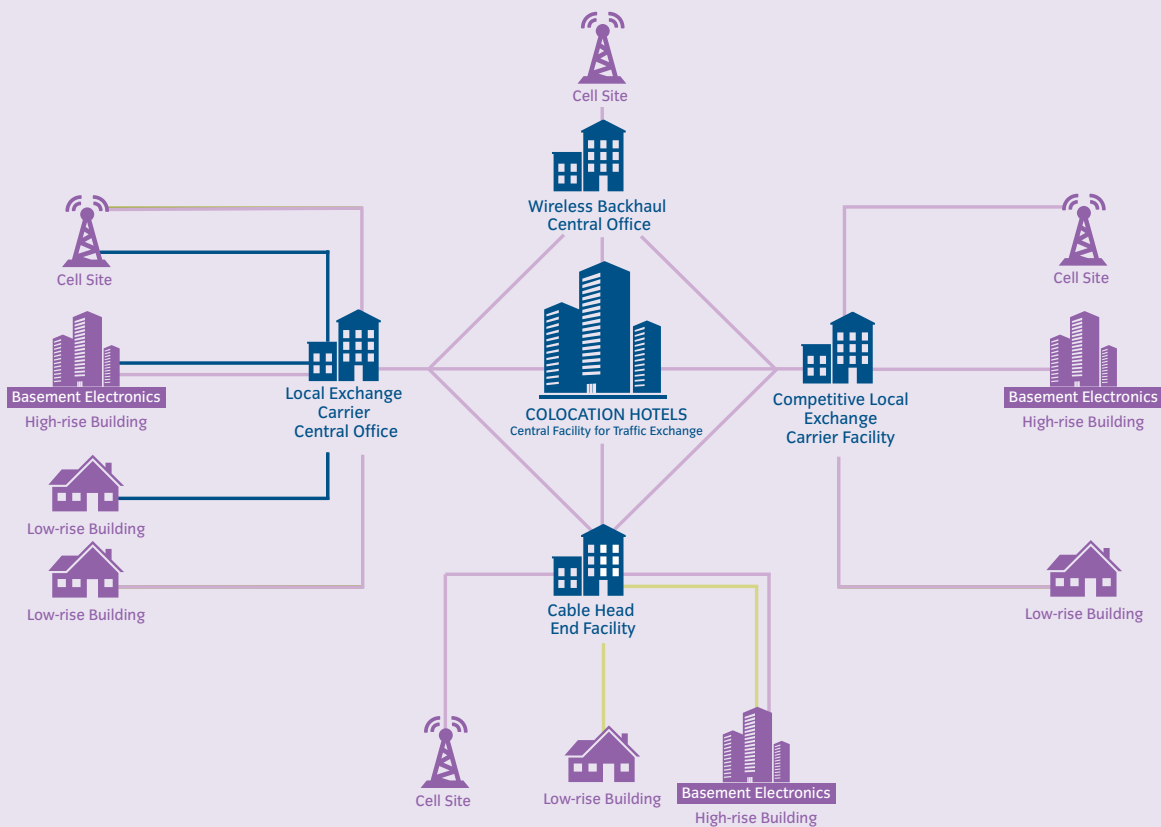 Cell Site
Wireless Backhaul
Central Office
Cell Site
Cell Site
Basement Electronics
High-rise Building
Local Exchange
Carrier
Central Office
COLOCATION HOTELS
Central Facility for Traffic Exchange
Competitive Local
Exchange
Carrier Facility
Basement Electronics
High-rise Building
Low-rise Building
Low-rise Building
Cable Head
End Facility
Low-rise Building
Cell Site
Low-rise Building
Basement Electronics
High-rise Building